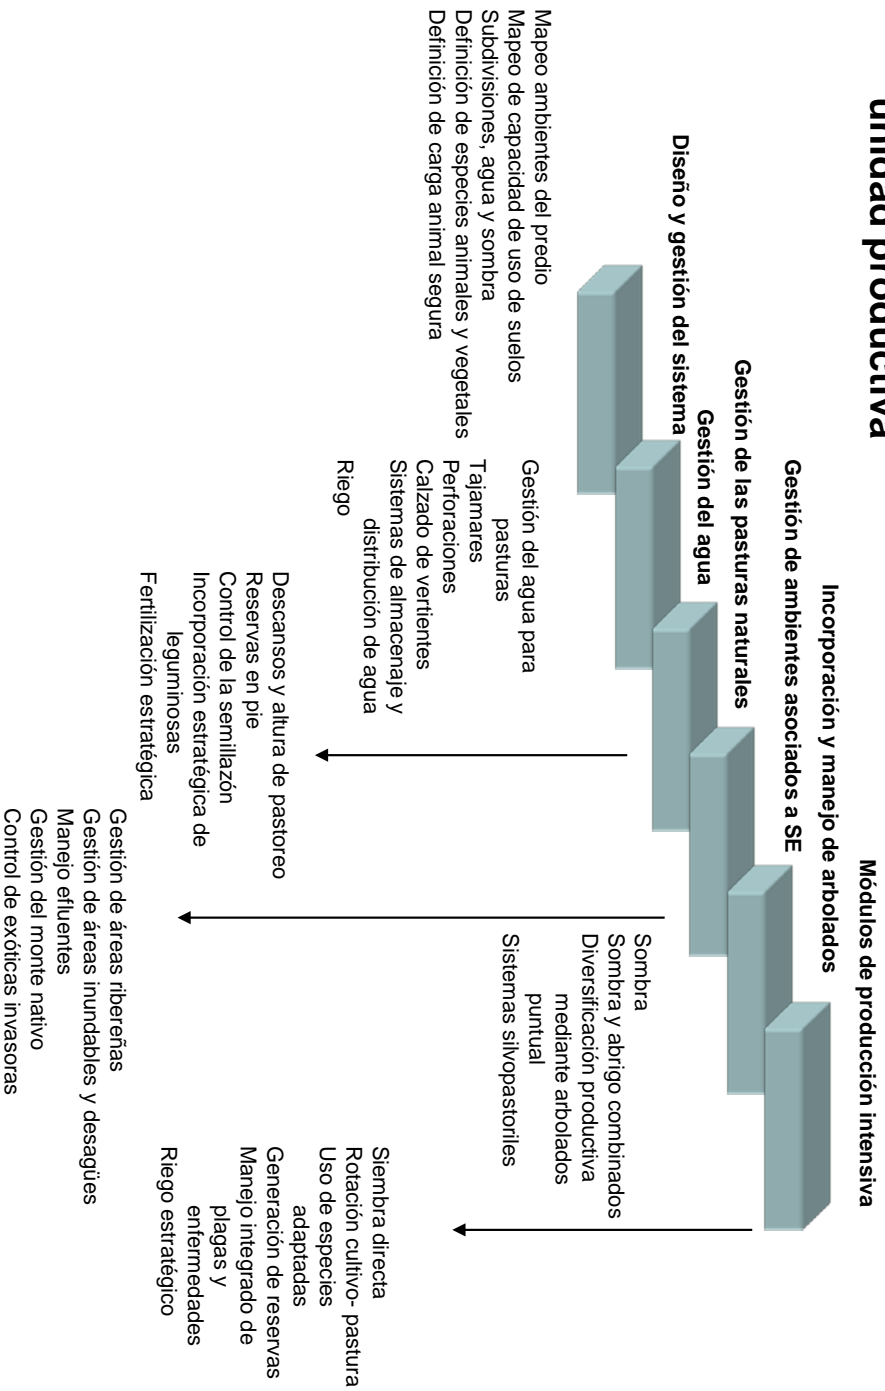 unidad productiva
Módulos de producción intensiva
Incorporación y manejo de arbolados
Gestión de ambientes asociados a SE
Gestión de las pasturas naturales
Gestión del agua
Diseño y gestión del sistema
Mapeo ambientes del predio
Mapeo de capacidad de uso de suelos
Subdivisiones, agua y sombra
Definición de especies animales y vegetales
Definición de carga animal segura
Gestión del agua para
pasturas
Tajamares
Perforaciones
Calzado de vertientes
Sistemas de almacenaje y
distribución de agua
Riego
Descansos y altura de pastoreo
Reservas en pie
Control de la semillazón
Incorporación estratégica de
leguminosas
Fertilización estratégica
Gestión de áreas ribereñas
Gestión de áreas inundables y desagües
Manejo efluentes
Gestión del monte nativo
Control de exóticas invasoras
Sombra
Sombra y abrigo combinados
Diversificación productiva
mediante arbolados
puntual
Sistemas silvopastoriles
Siembra directa
Rotación cultivo- pastura
Uso de especies
adaptadas
Generación de reservas
Manejo integrado de
plagas y
enfermedades
Riego estratégico